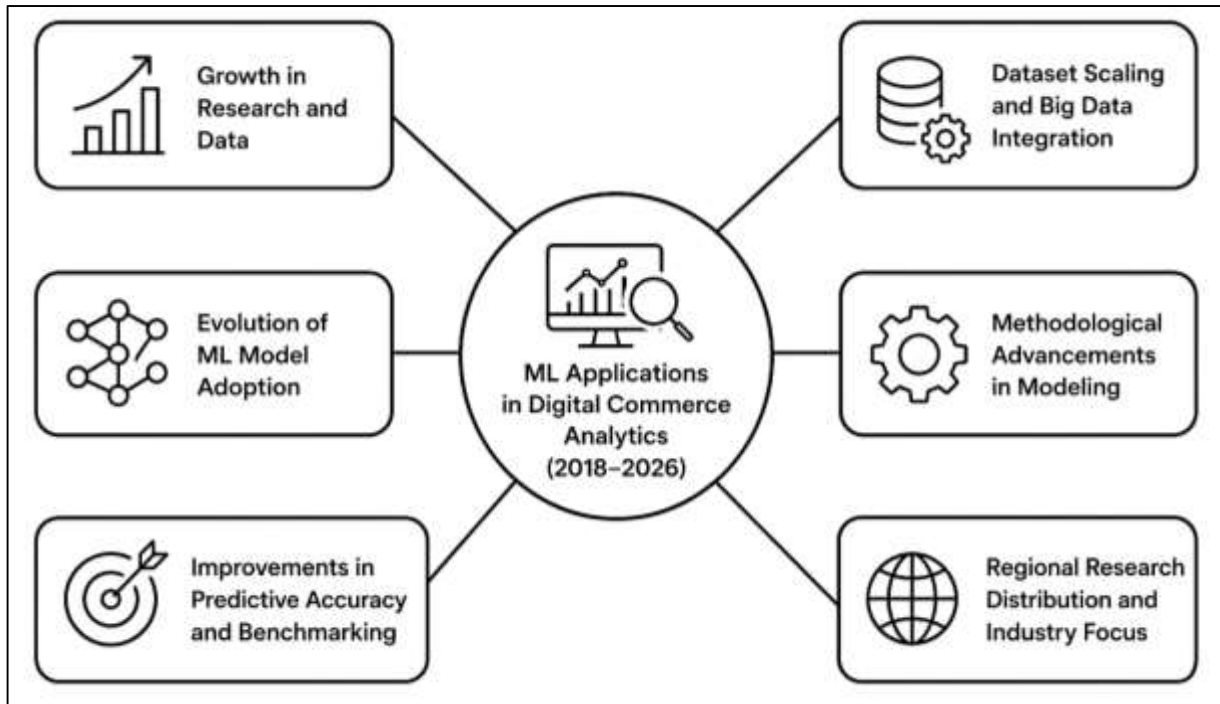 Growth in
Research and
Data
Evolution of
ML Model
Adoption
Improvements in
Predictive Accuracy
and Benchmarking
ML Applications
in Digital Commerce
Analytics
(2018–2026)
Dataset Scaling
and Big Data
Integration
Methodological
Advancements
in Modeling
Regional Research
Distribution and
Industry Focus